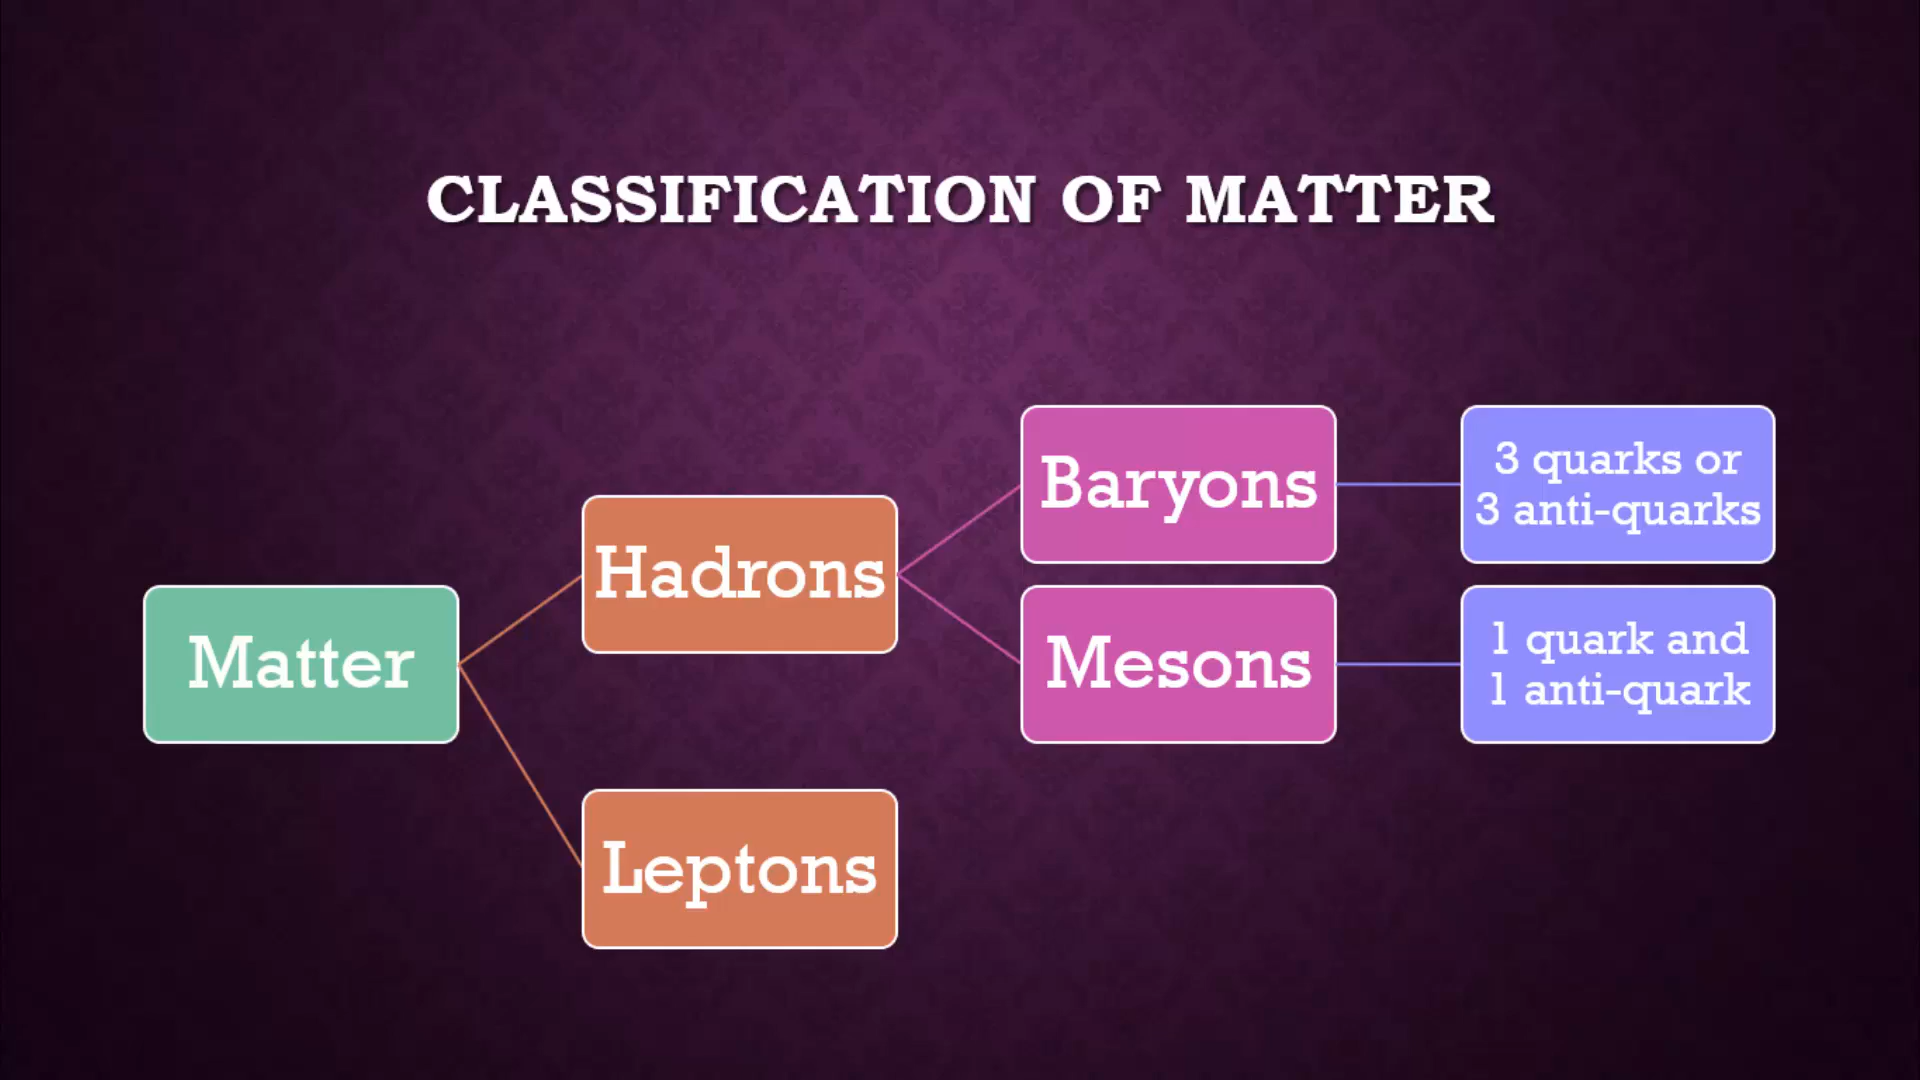 CLASSIFICATION OF MATTER
Matter
Hadrons
Leptons
Baryons
Mesons
3 quarks or
3 anti-quarks
1 quark and
1 anti-quark